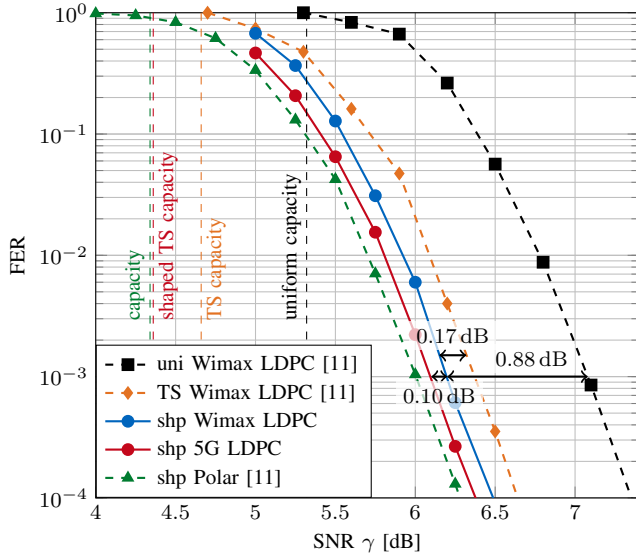 10^0
10^−1
10^−2
10^−3
10^−4
FER
capacity
shaped TS capacity
TS capacity
uniform capacity
0.17 dB
0.88 dB
0.10 dB
uni Wimax LDPC [11]
TS Wimax LDPC [11]
shp Wimax LDPC
shp 5G LDPC
shp Polar [11]
4 4.5 5 5.5 6 6.5 7
SNR γ [dB]